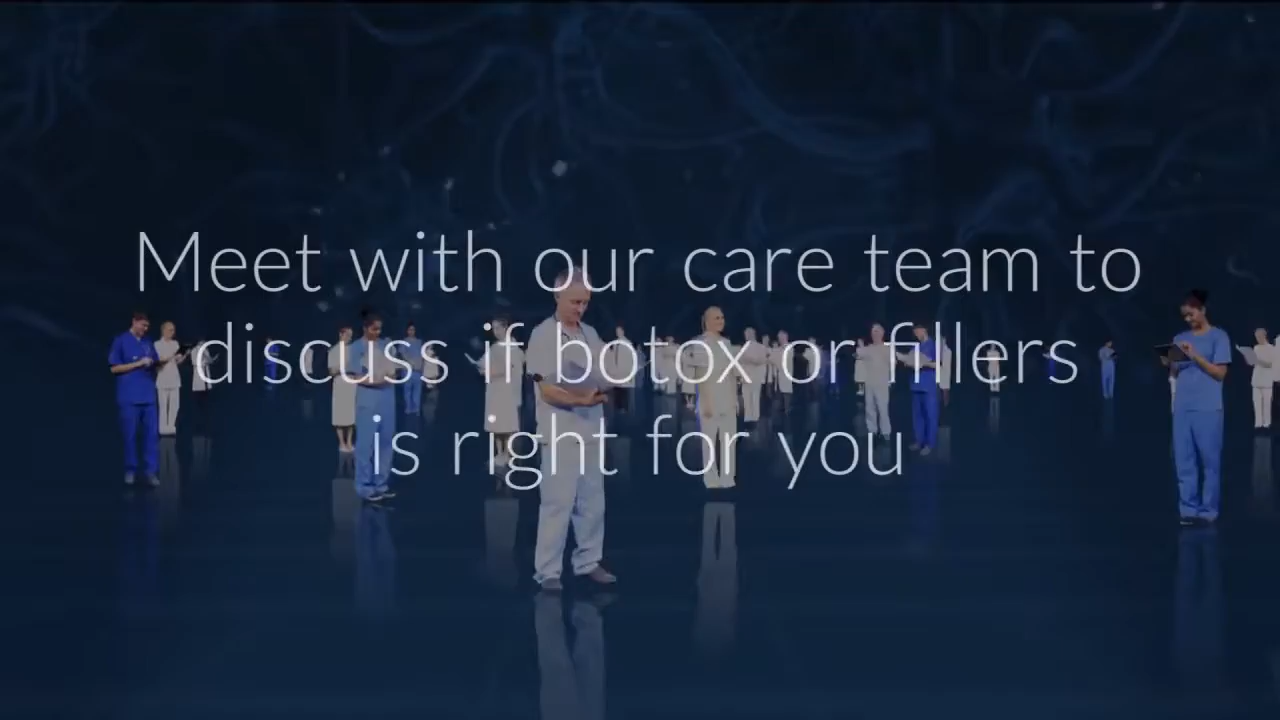 Meet with our care team to
discuss if botox or fillers
is right for you